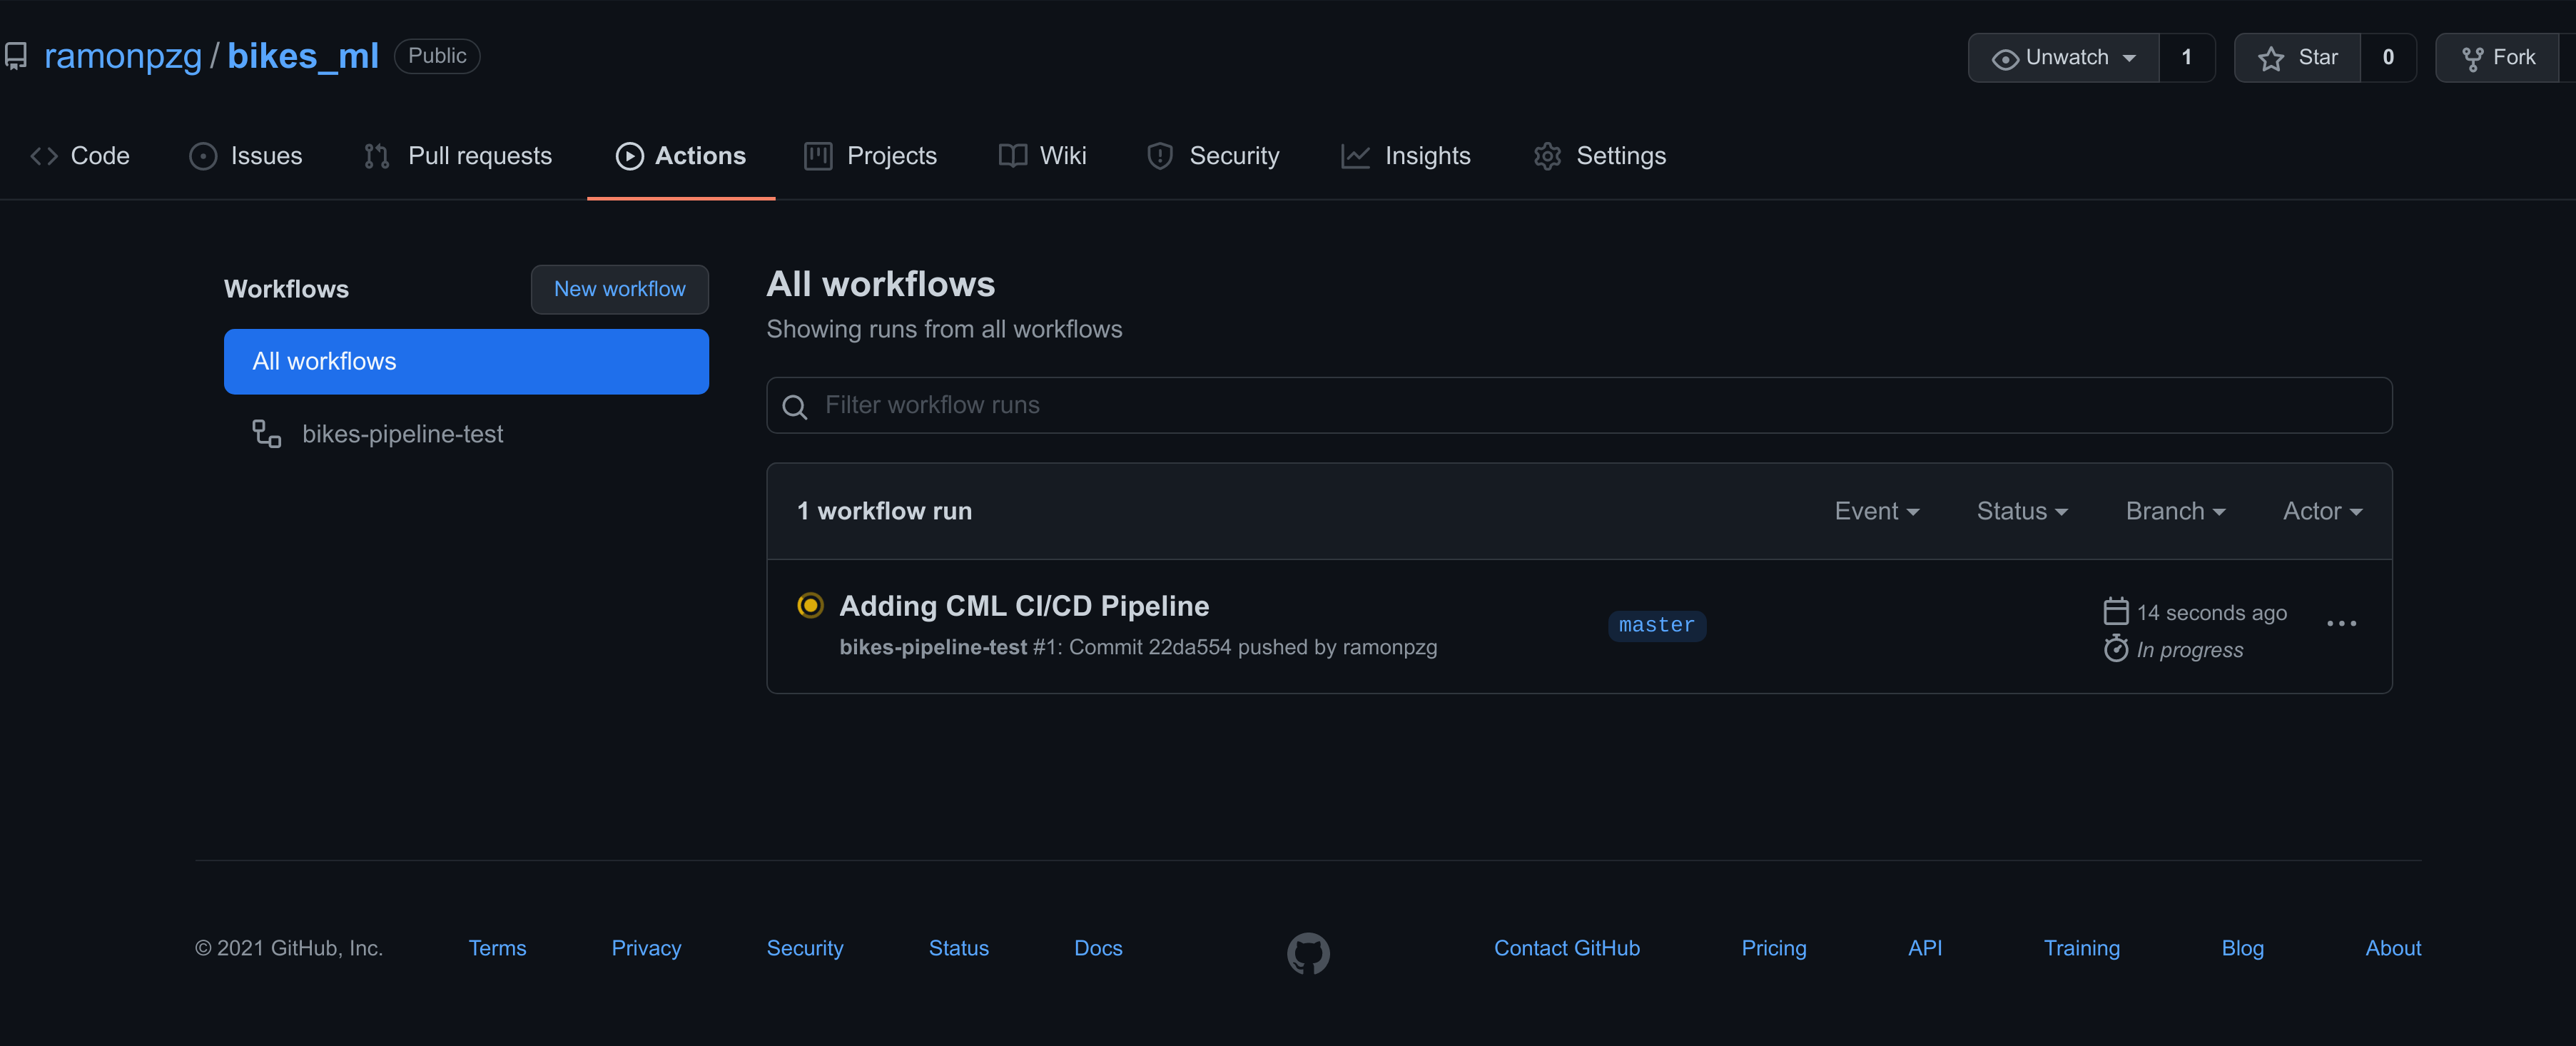 ramonpzg / bikes_ml Public Unwatch 1 Star 0 Fork
Code Issues Pull requests Actions Projects Wiki Security Insights Settings
Workflows New workflow
All workflows
bikes-pipeline-test
All workflows
Showing runs from all workflows
Filter workflow runs
1 workflow run Event Status Branch Actor
Adding CML CI/CD Pipeline
bikes-pipeline-test #1: Commit 22da554 pushed by ramonpzg
master
14 seconds ago
In progress
© 2021 GitHub, Inc. Terms Privacy Security Status Docs Contact GitHub Pricing API Training Blog About